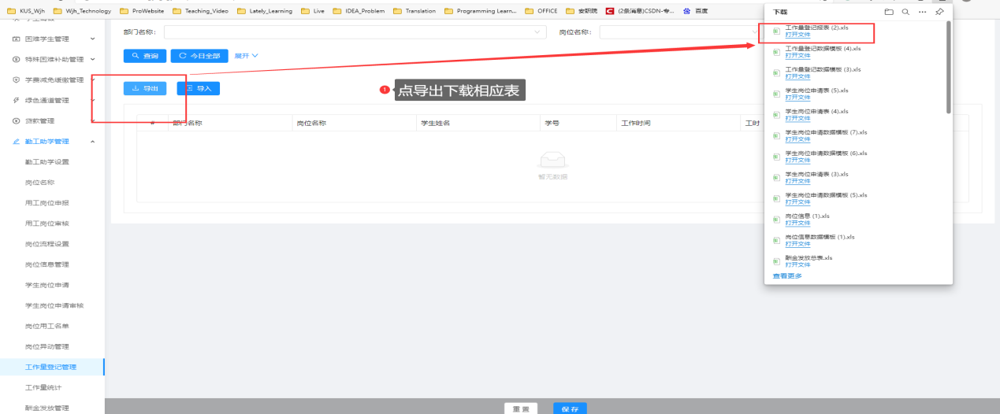 KUS_Wjh Wjh_Technology ProWebsite Teaching_Video Lately_Learning Live IDEA_Problem Translation Programming Learn... OFFICE 安职院 (2条消息)CSDN-专... 百度
困难学生管理
特殊困难补助管理
学费减免缓缴管理
绿色通道管理
贷款管理
勤工助学管理
勤工助学设置
岗位名称
用工岗位申报
用工岗位审核
岗位流程设置
岗位信息管理
学生岗位申请
学生岗位申请审核
岗位用工名单
岗位异动管理
工作量登记管理
工作量统计
酬金发放管理
部门名称: 岗位名称:
查询 今日全部 展开
导出 导入
1 点导出下载相应表
# 部门名称 岗位名称 学生姓名 学号 工作时间 工时
暂无数据
重置 保存
下载
工作量登记报表 (2).xls
打开文件
工作量登记数据模板 (4).xls
打开文件
工作量登记数据模板 (3).xls
打开文件
学生岗位申请表 (5).xls
打开文件
学生岗位申请表 (4).xls
打开文件
学生岗位申请数据模板 (7).xls
打开文件
学生岗位申请数据模板 (6).xls
打开文件
学生岗位申请表 (3).xls
打开文件
学生岗位申请数据模板 (5).xls
打开文件
岗位信息 (1).xls
打开文件
岗位信息数据模板 (1).xls
打开文件
酬金发放总表.xls
打开文件
查看更多